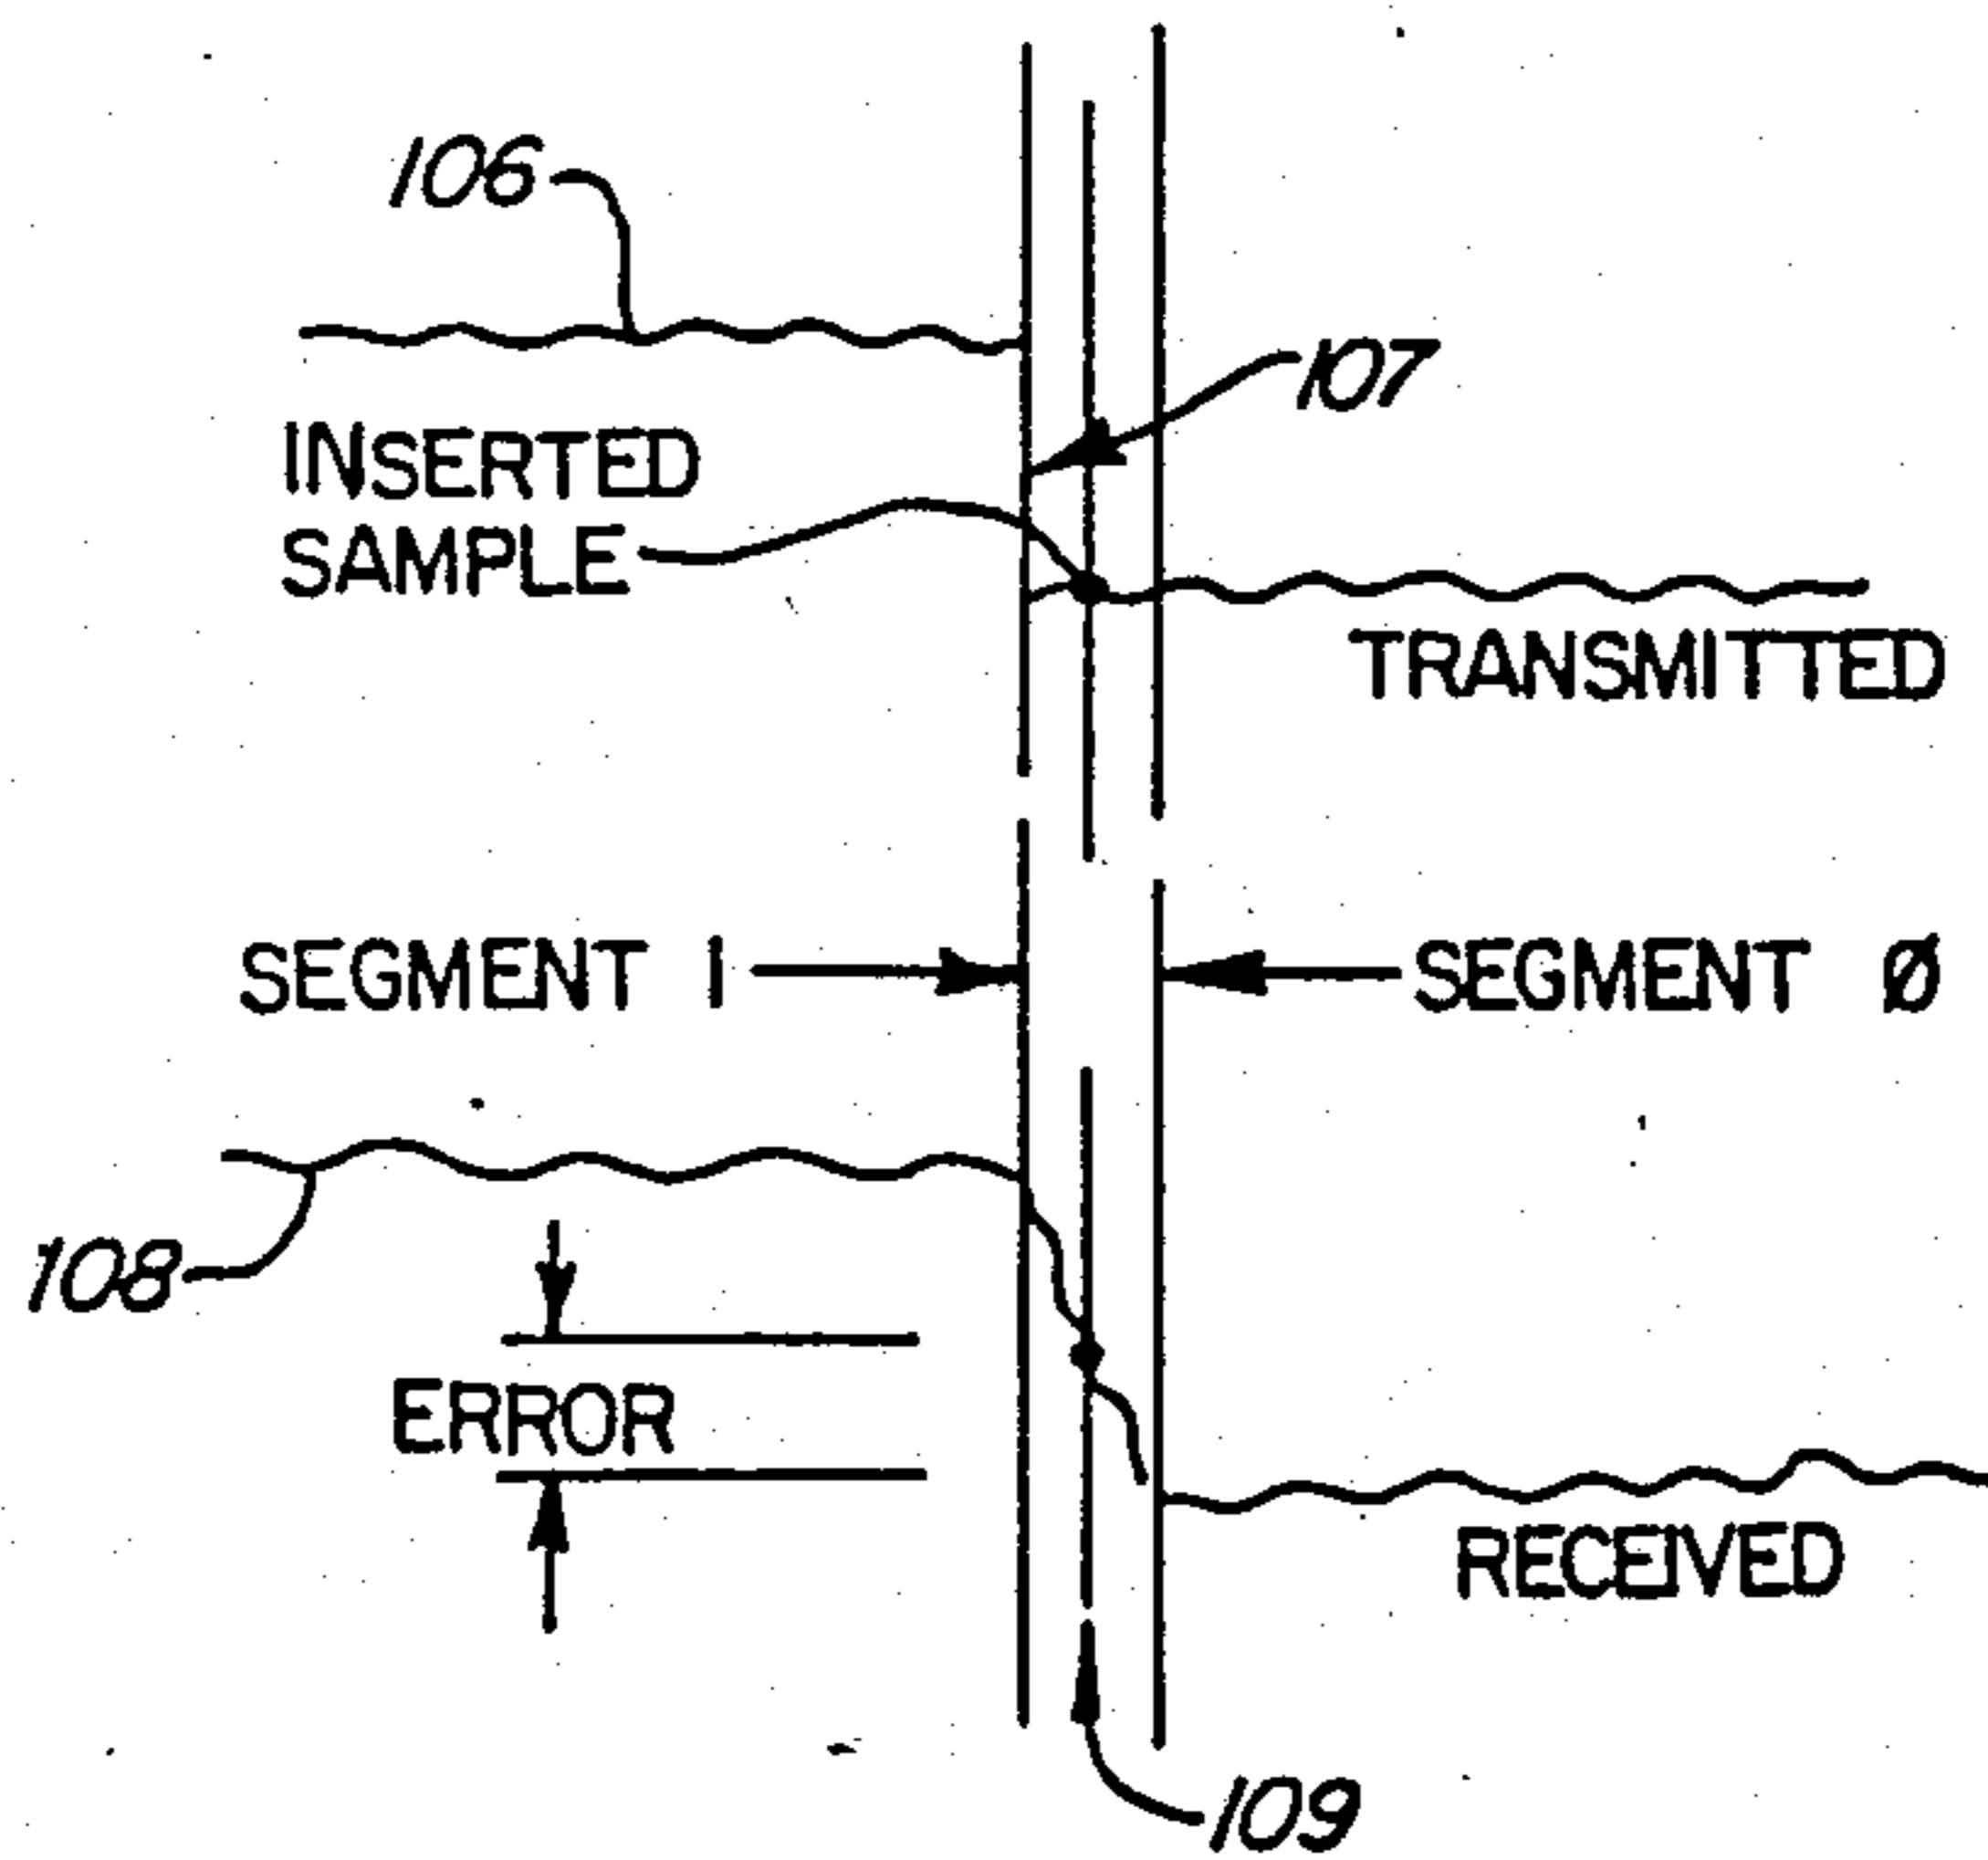 106
107
INSERTED
SAMPLE
TRANSMITTED
SEGMENT 1
SEGMENT Ø
108
ERROR
RECEIVED
109